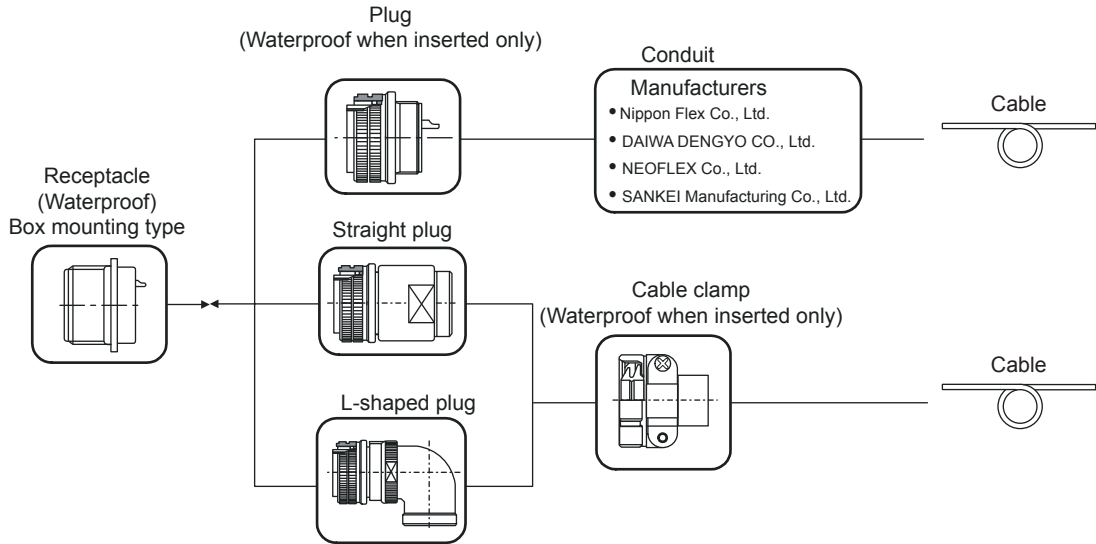 Plug
(Waterproof when inserted only)
Conduit
Manufacturers
• Nippon Flex Co., Ltd.
• DAIWA DENGYO CO., Ltd.
• NEOFLEX Co., Ltd.
• SANKEI Manufacturing Co., Ltd.
Cable
Receptacle
(Waterproof)
Box mounting type
Straight plug
Cable clamp
(Waterproof when inserted only)
Cable
L-shaped plug